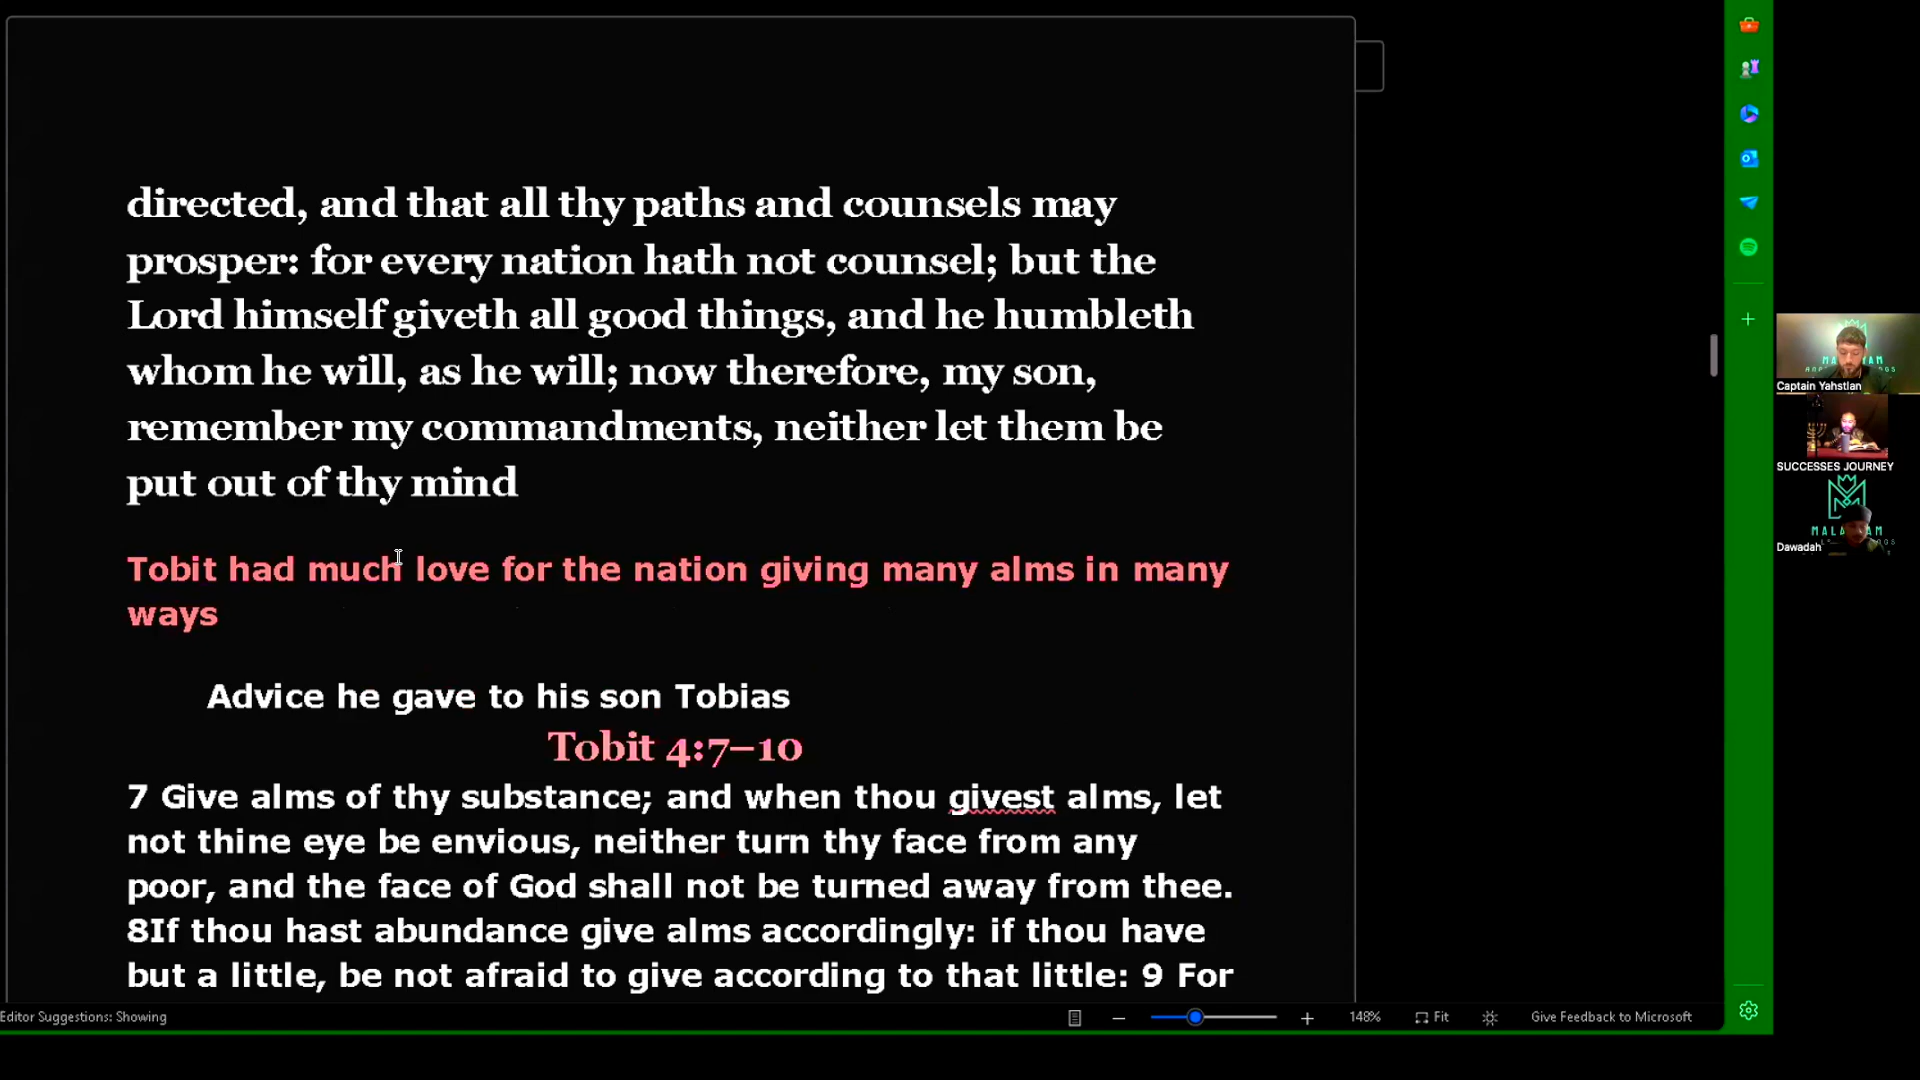 directed, and that all thy paths and counsels may
prosper: for every nation hath not counsel; but the
Lord himself giveth all good things, and he humbleth
whom he will, as he will; now therefore, my son,
remember my commandments, neither let them be
put out of thy mind
Tobit had much love for the nation giving many alms in many
ways
Advice he gave to his son Tobias
Tobit 4:7–10
7 Give alms of thy substance; and when thou givest alms, let
not thine eye be envious, neither turn thy face from any
poor, and the face of God shall not be turned away from thee.
8If thou hast abundance give alms accordingly: if thou have
but a little, be not afraid to give according to that little: 9 For
Editor Suggestions: Showing
148%
Fit
Give Feedback to Microsoft
Captain Yahstlan
SUCCESSES JOURNEY
Dawadah